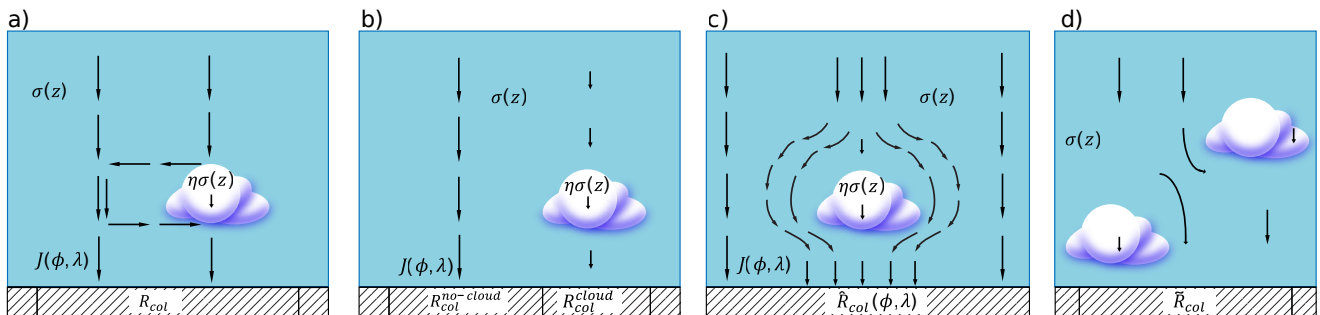 a)
σ(z)
ησ(z)
J(ϕ, λ)
R_col
b)
σ(z)
ησ(z)
J(ϕ, λ)
R_col^no−cloud
R_col^cloud
c)
σ(z)
ησ(z)
J(ϕ, λ)
R̂_col(ϕ, λ)
d)
σ(z)
R̃_col